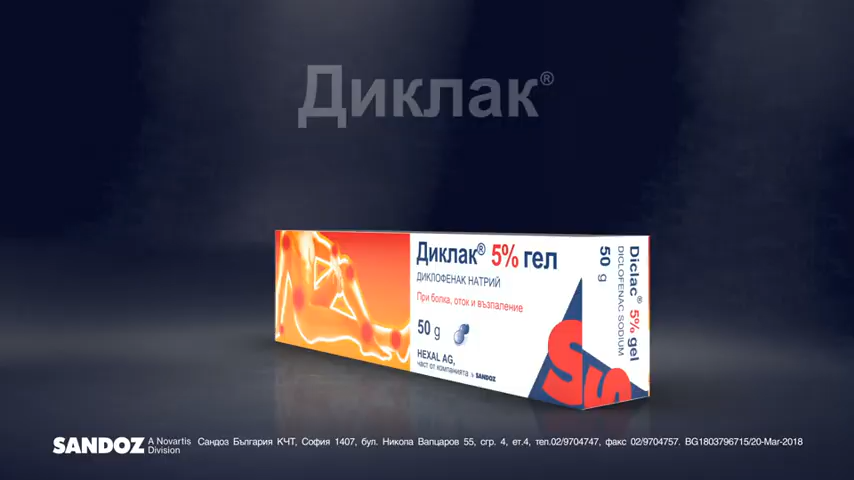 Диклак®
Диклак® 5% гел
ДИКЛОФЕНАК НАТРИЙ
При болка, оток и възпаление
50 g
HEXAL AG,
част от компанията SANDOZ
Diclac® 5% gel
DICLOFENAC SODIUM
50 g
SANDOZ A Novartis Division
Сандоз България КЧТ, София 1407, бул. Никола Вапцаров 55, сгр. 4, ет.4, тел.02/9704747, факс 02/9704757. BG1803796715/20-Mar-2018